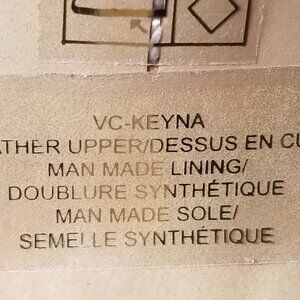 VC-KEYNA
ATHER UPPER/DESSUS EN CU
MAN MADE LINING/
DOUBLURE SYNTHÉTIQUE
MAN MADE SOLE/
SEMELLE SYNTHÉTIQUE